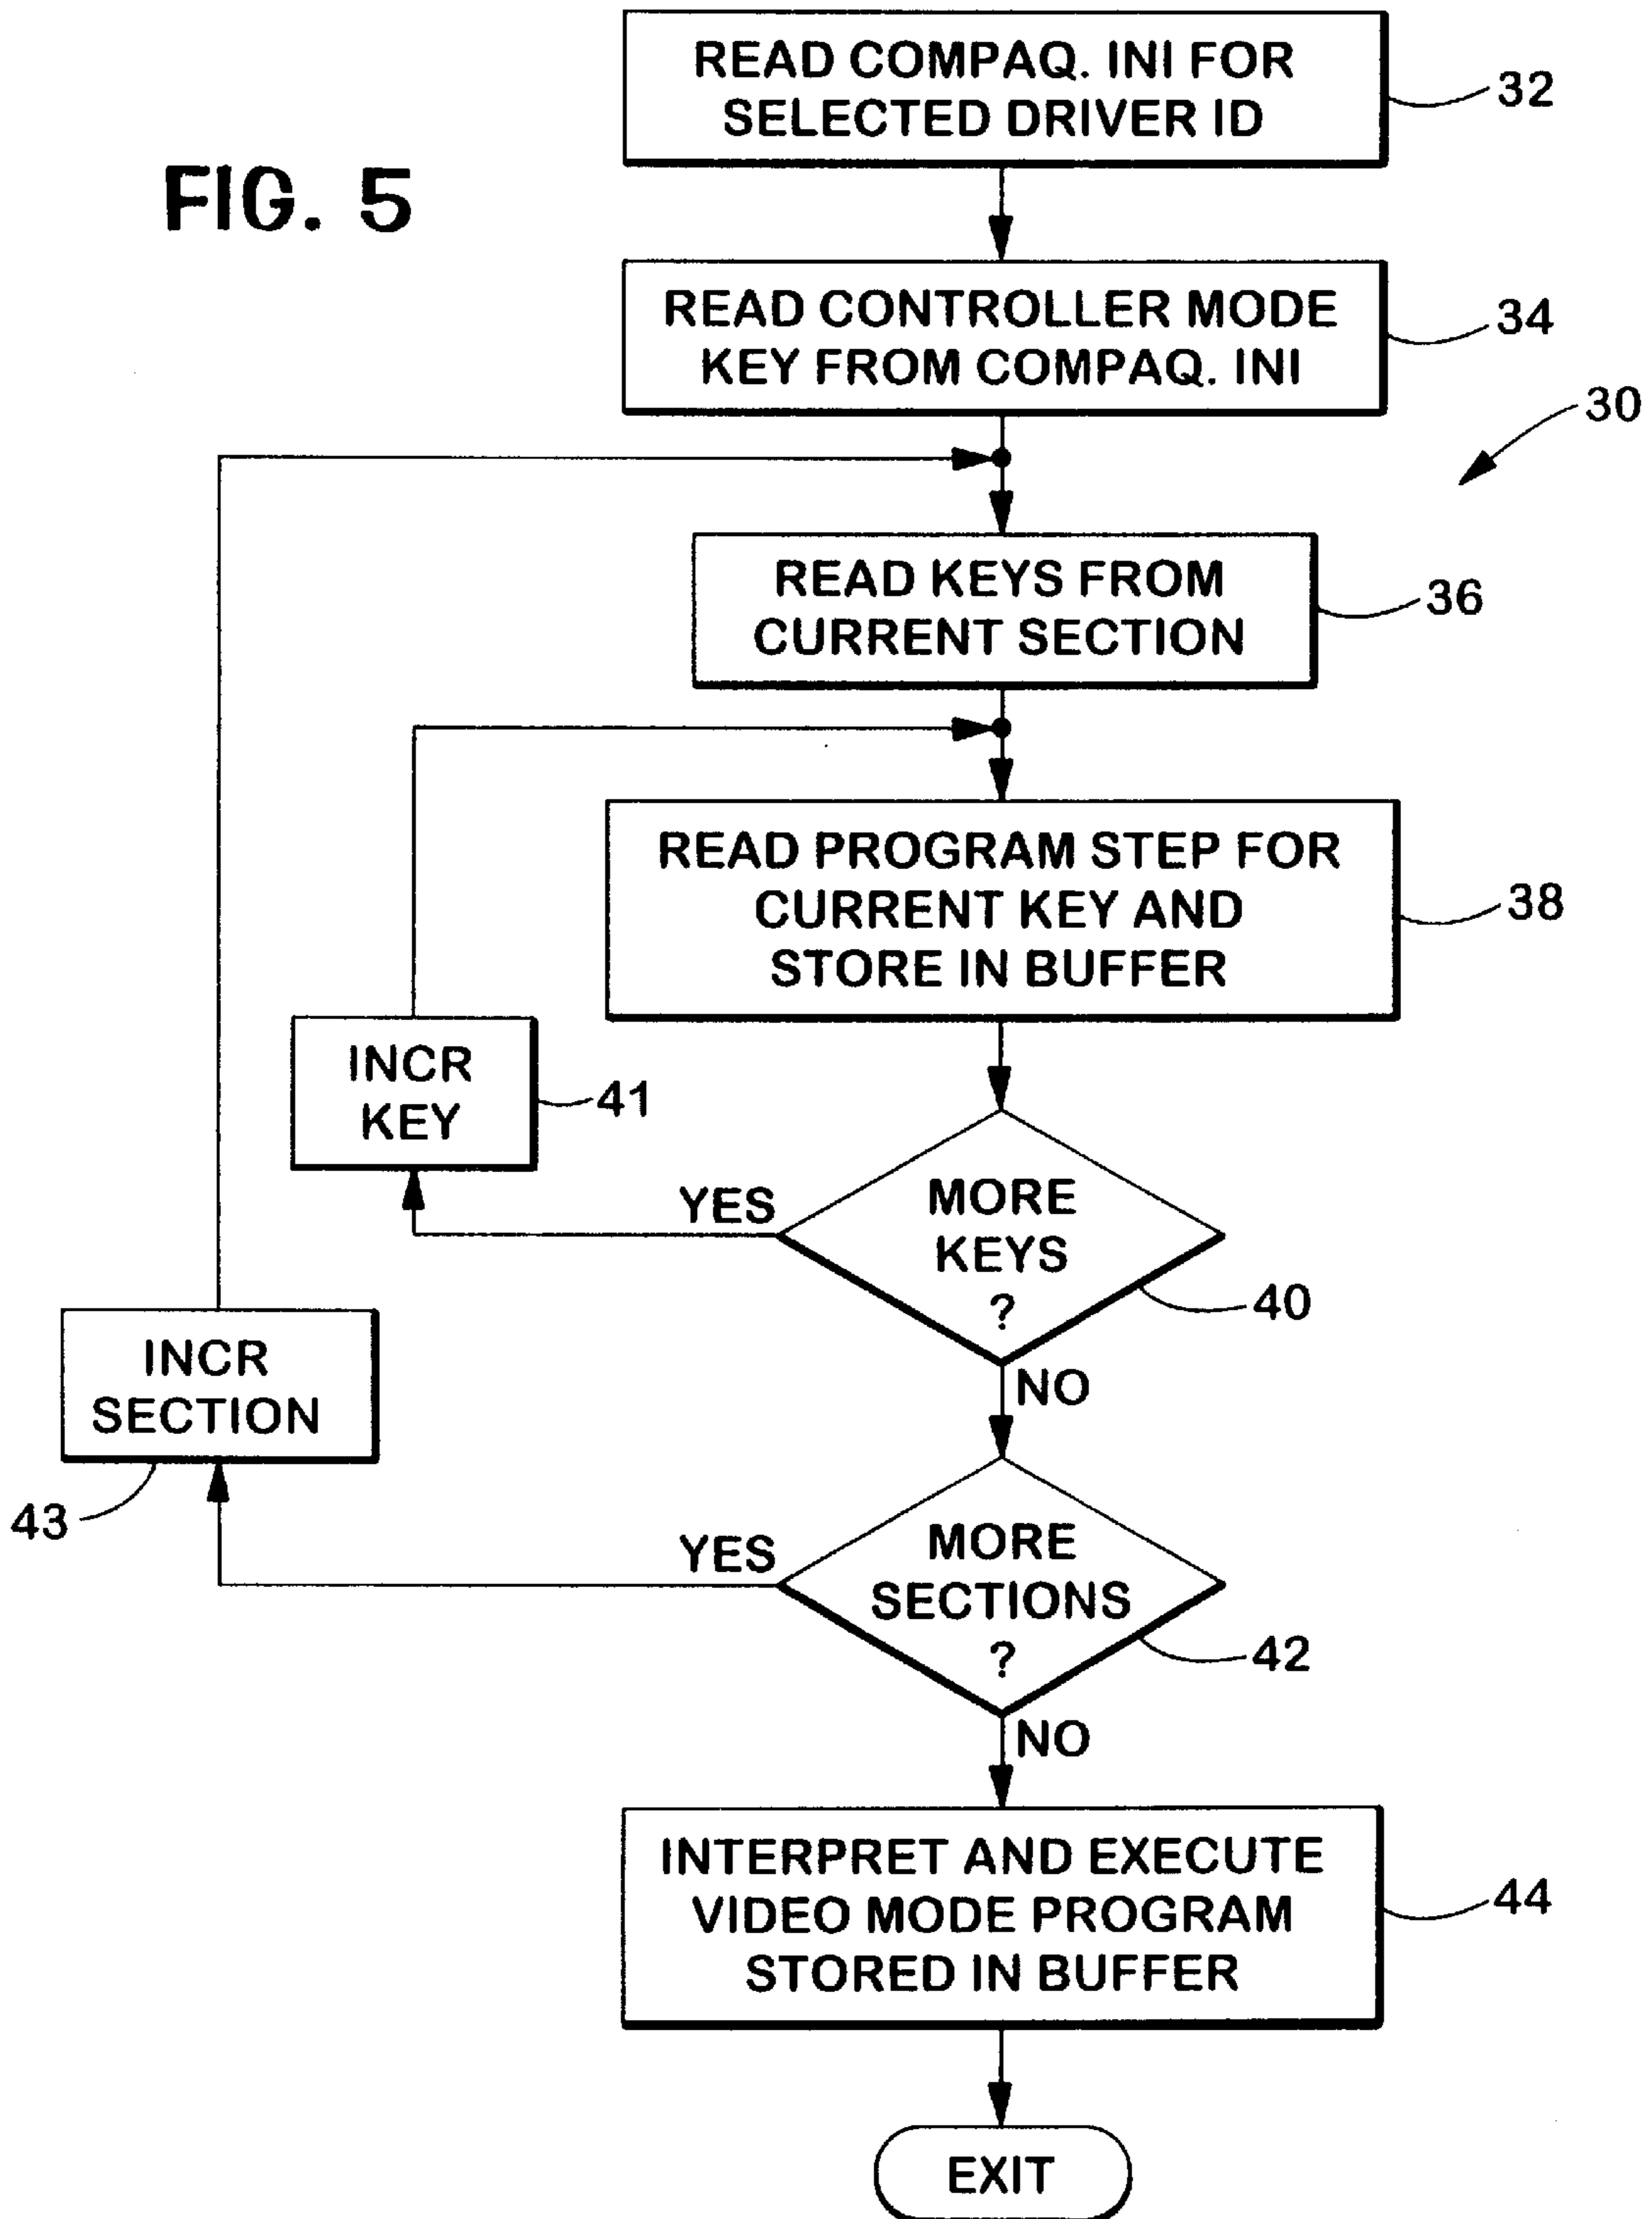 READ COMPAQ. INI FOR
SELECTED DRIVER ID
32
FIG. 5
READ CONTROLLER MODE
KEY FROM COMPAQ. INI
34
30
READ KEYS FROM
CURRENT SECTION
36
READ PROGRAM STEP FOR
CURRENT KEY AND
STORE IN BUFFER
38
INCR
KEY
41
YES
MORE
KEYS
?
40
NO
INCR
SECTION
43
YES
MORE
SECTIONS
?
42
NO
INTERPRET AND EXECUTE
VIDEO MODE PROGRAM
STORED IN BUFFER
44
EXIT